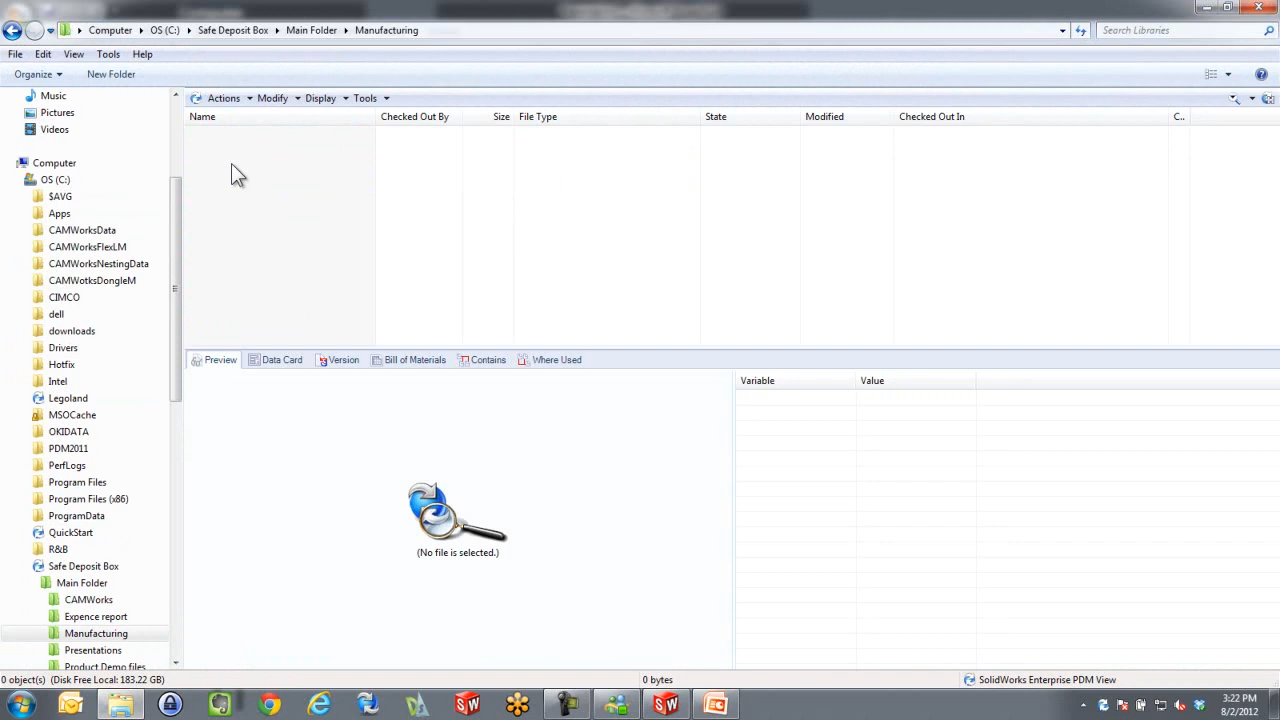 Computer OS (C:) Safe Deposit Box Main Folder Manufacturing Search Libraries
File Edit View Tools Help
Organize New Folder
Music
Pictures
Videos
Computer
OS (C:)
$AVG
Apps
CAMWorksData
CAMWorksFlexLM
CAMWorksNestingData
CAMWotksDongleM
CIMCO
dell
downloads
Drivers
Hotfix
Intel
Legoland
MSOCache
OKIDATA
PDM2011
PerfLogs
Program Files
Program Files (x86)
ProgramData
QuickStart
R&B
Safe Deposit Box
Main Folder
CAMWorks
Expence report
Manufacturing
Presentations
Product Demo files
Actions Modify Display Tools
Name Checked Out By Size File Type State Modified Checked Out In C..
Preview Data Card Version Bill of Materials Contains Where Used
Variable Value
(No file is selected.)
0 object(s) (Disk Free Local: 183.22 GB) 0 bytes SolidWorks Enterprise PDM View
3:22 PM
8/2/2012